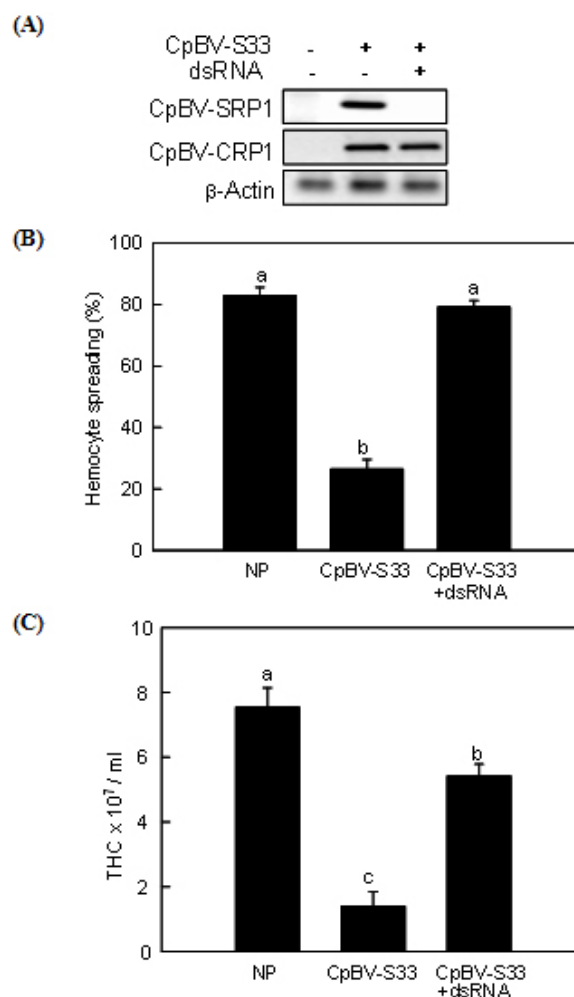 (A)
CpBV-S33 - + +
dsRNA - - +
CpBV-SRP1
CpBV-CRP1
β-Actin
(B)
100
80
60
40
20
0
Hemocyte spreading (%)
a
b
a
NP CpBV-S33 CpBV-S33
+dsRNA
(C)
10
8
6
4
2
0
THC x 10⁷ / ml
a
c
b
NP CpBV-S33 CpBV-S33
+dsRNA